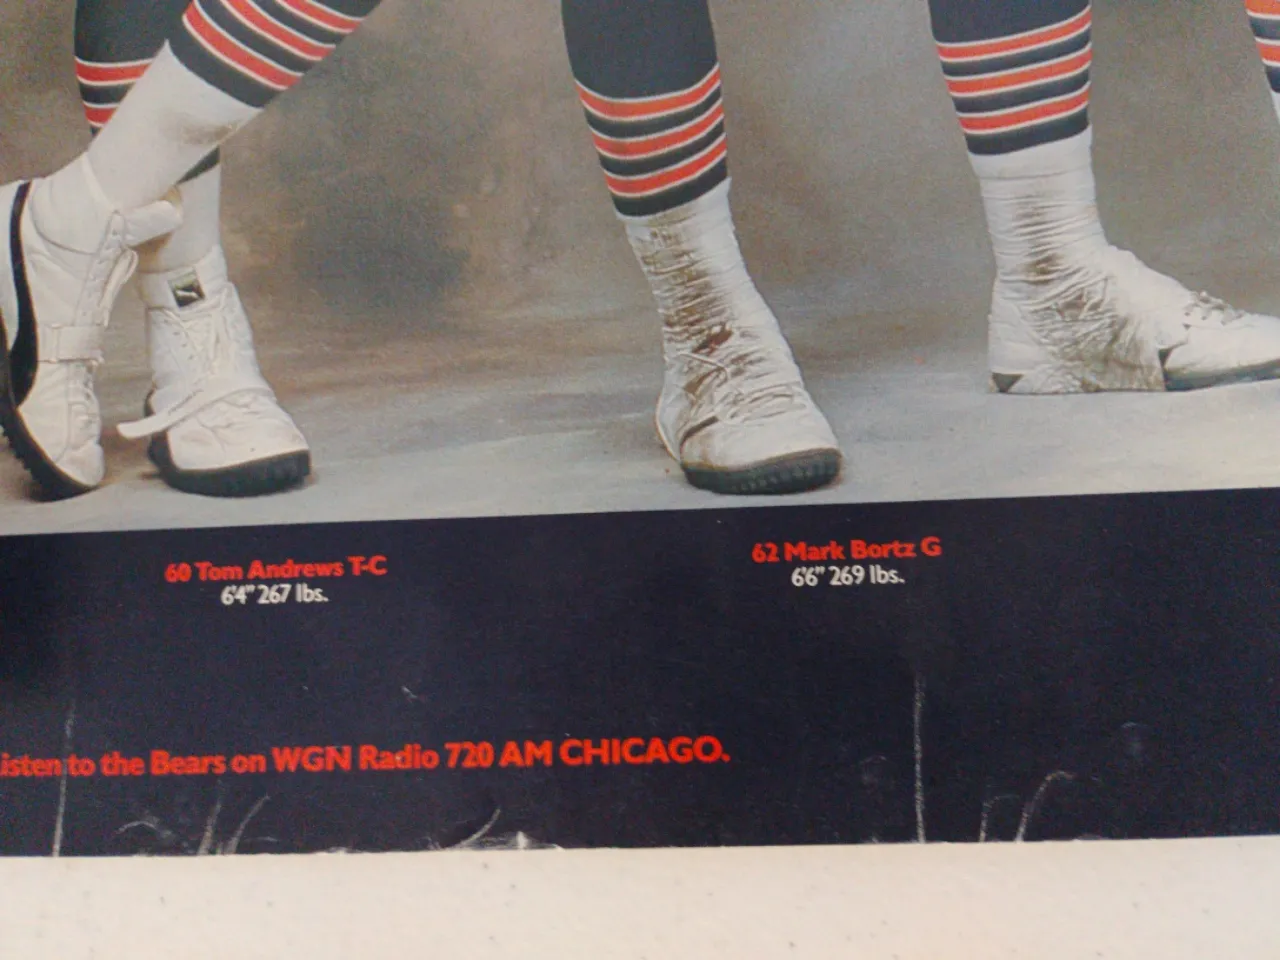 60 Tom Andrews T-C
6'4" 267 lbs.
62 Mark Bortz G
6'6" 269 lbs.
isten to the Bears on WGN Radio 720 AM CHICAGO.